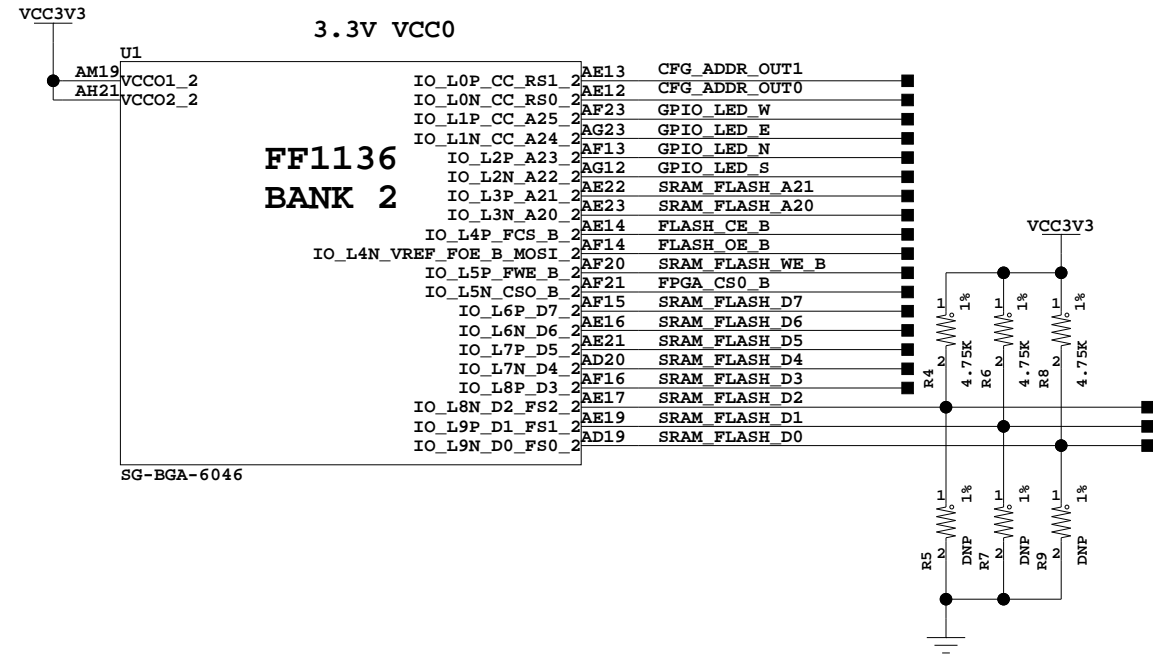 VCC3V3
3.3V VCC0
U1
AM19 VCCO1_2
AH21 VCCO2_2
FF1136
BANK 2
IO_L0P_CC_RS1_2 AE13 CFG_ADDR_OUT1
IO_L0N_CC_RS0_2 AE12 CFG_ADDR_OUT0
IO_L1P_CC_A25_2 AF23 GPIO_LED_W
IO_L1N_CC_A24_2 AG23 GPIO_LED_E
IO_L2P_A23_2 AF13 GPIO_LED_N
IO_L2N_A22_2 AG12 GPIO_LED_S
IO_L3P_A21_2 AE22 SRAM_FLASH_A21
IO_L3N_A20_2 AE23 SRAM_FLASH_A20
IO_L4P_FCS_B_2 AE14 FLASH_CE_B
IO_L4N_VREF_FOE_B_MOSI_2 AF14 FLASH_OE_B
IO_L5P_FWE_B_2 AF20 SRAM_FLASH_WE_B
IO_L5N_CSO_B_2 AF21 FPGA_CS0_B
IO_L6P_D7_2 AF15 SRAM_FLASH_D7
IO_L6N_D6_2 AE16 SRAM_FLASH_D6
IO_L7P_D5_2 AE21 SRAM_FLASH_D5
IO_L7N_D4_2 AD20 SRAM_FLASH_D4
IO_L8P_D3_2 AF16 SRAM_FLASH_D3
IO_L8N_D2_FS2_2 AE17 SRAM_FLASH_D2
IO_L9P_D1_FS1_2 AE19 SRAM_FLASH_D1
IO_L9N_D0_FS0_2 AD19 SRAM_FLASH_D0
SG-BGA-6046
VCC3V3
1 1% 1 1% 1 1%
R4 2 4.75K R6 2 4.75K R8 2 4.75K
1 1% 1 1% 1 1%
R5 2 DNP R7 2 DNP R9 2 DNP